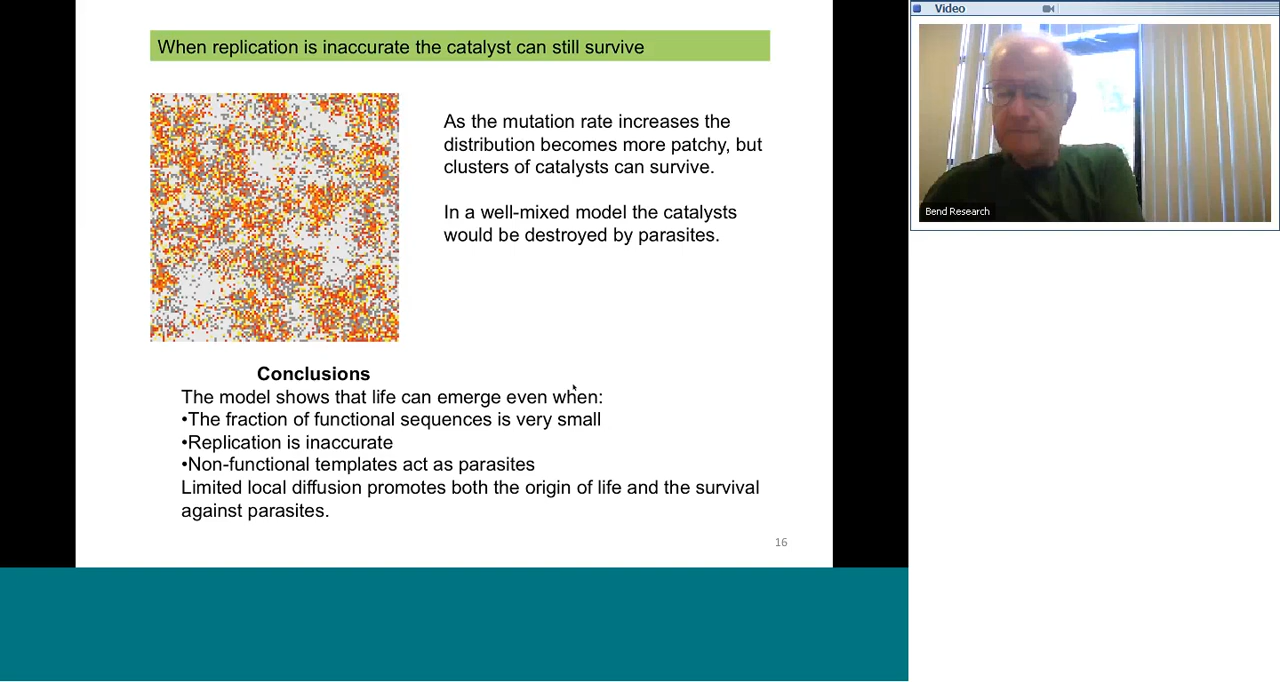 When replication is inaccurate the catalyst can still survive
As the mutation rate increases the
distribution becomes more patchy, but
clusters of catalysts can survive.
In a well-mixed model the catalysts
would be destroyed by parasites.
Conclusions
The model shows that life can emerge even when:
•The fraction of functional sequences is very small
•Replication is inaccurate
•Non-functional templates act as parasites
Limited local diffusion promotes both the origin of life and the survival
against parasites.
16
Video
Bend Research